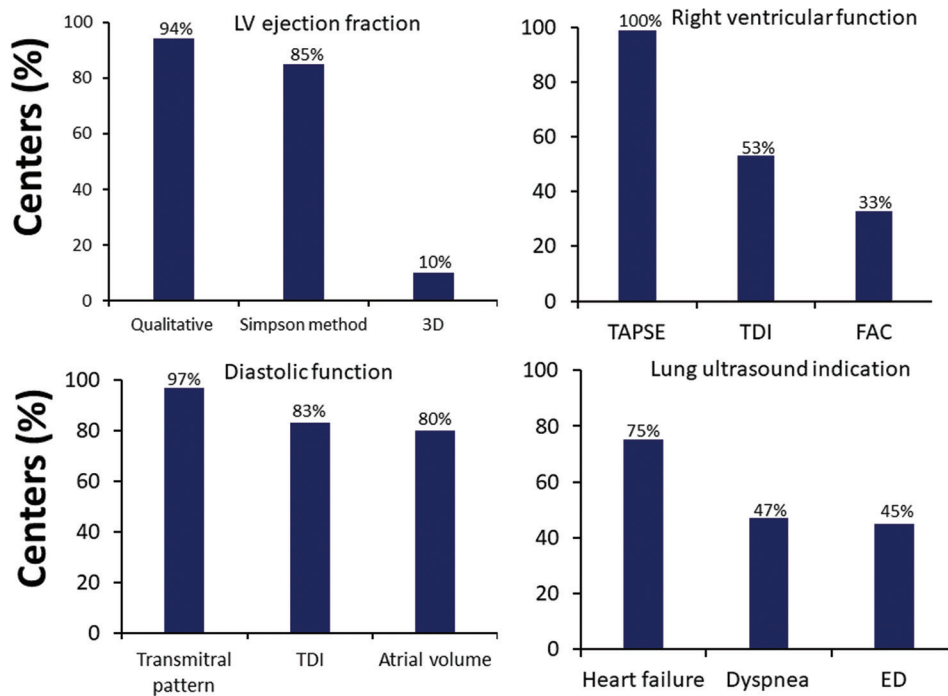 LV ejection fraction
Centers (%)
100
80
60
40
20
0
94%
85%
10%
Qualitative
Simpson method
3D
Right ventricular function
100
80
60
40
20
0
100%
53%
33%
TAPSE
TDI
FAC
Diastolic function
Centers (%)
100
80
60
40
20
0
97%
83%
80%
Transmitral
pattern
TDI
Atrial volume
Lung ultrasound indication
80
60
40
20
0
75%
47%
45%
Heart failure
Dyspnea
ED